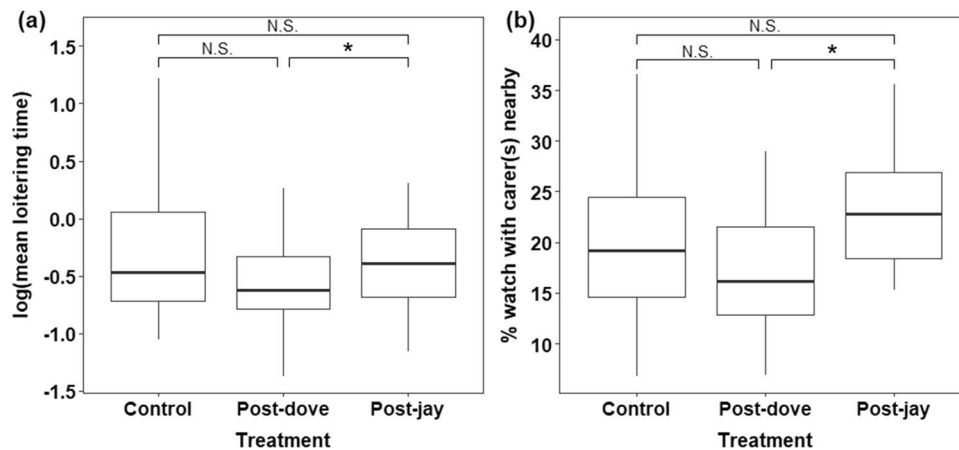 (a)
N.S.
N.S.
*
log(mean loitering time)
1.5
1.0
0.5
0.0
-0.5
-1.0
-1.5
Control Post-dove Post-jay
Treatment
(b)
N.S.
N.S.
*
% watch with carer(s) nearby
40
35
30
25
20
15
10
Control Post-dove Post-jay
Treatment